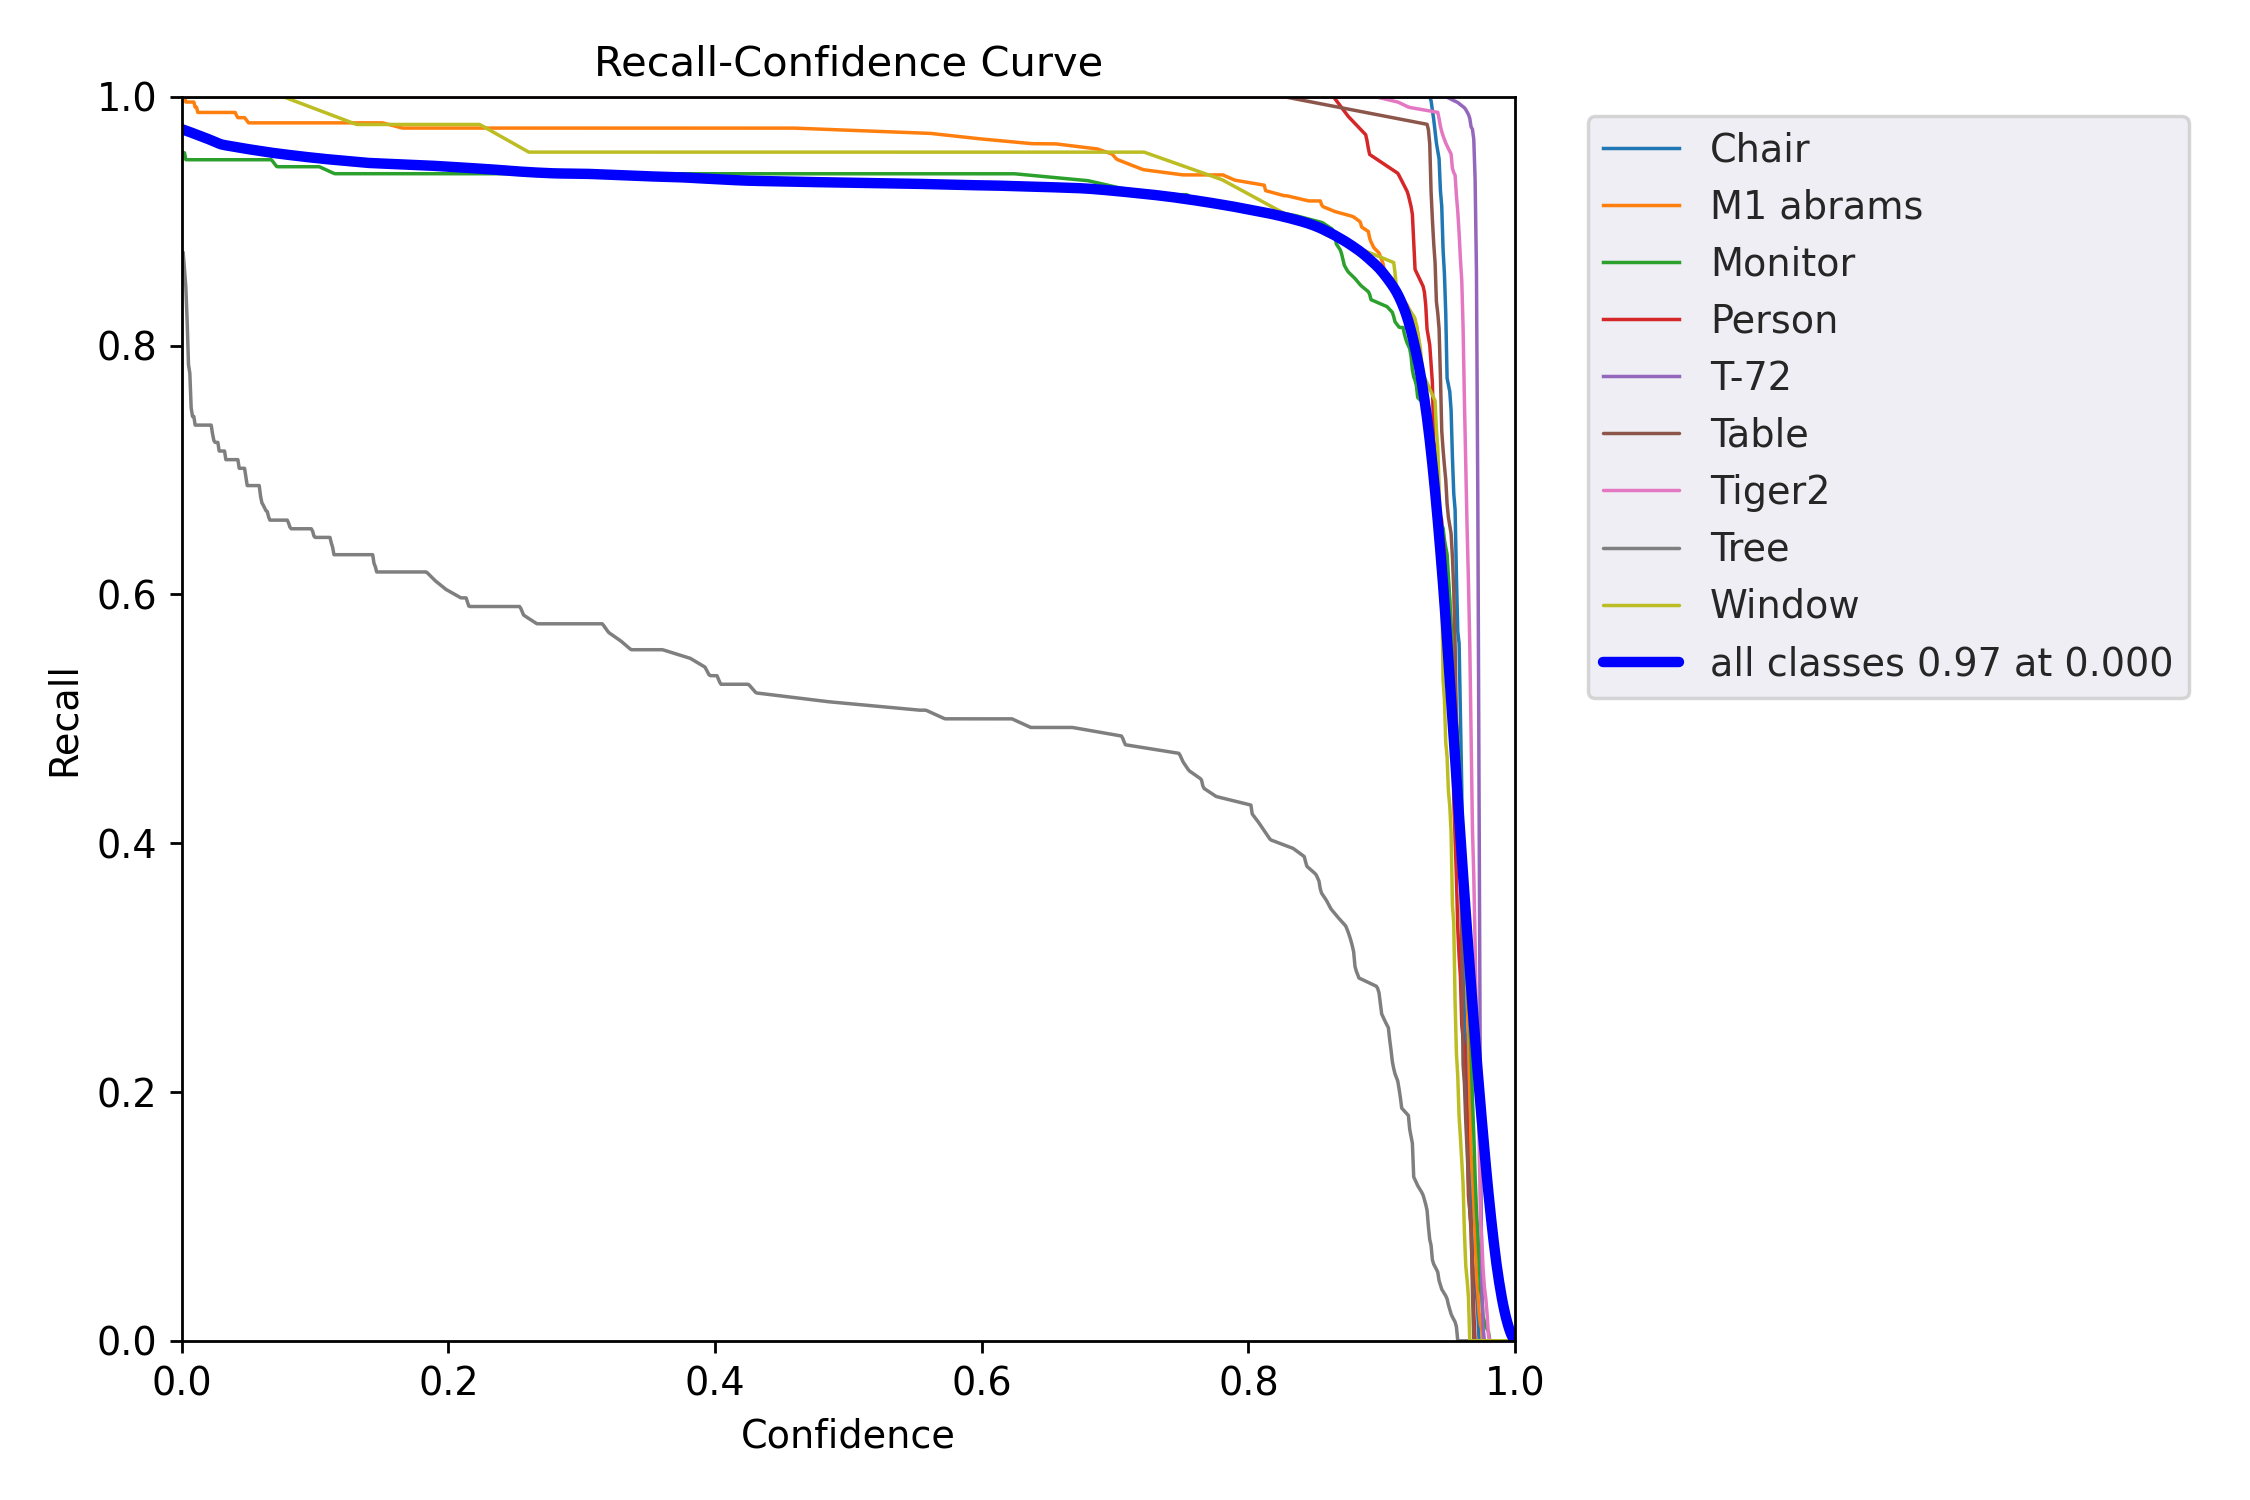 Recall-Confidence Curve
1.0
0.8
0.6
0.4
0.2
0.0
Recall
0.0 0.2 0.4 0.6 0.8 1.0
Confidence
Chair
M1 abrams
Monitor
Person
T-72
Table
Tiger2
Tree
Window
all classes 0.97 at 0.000